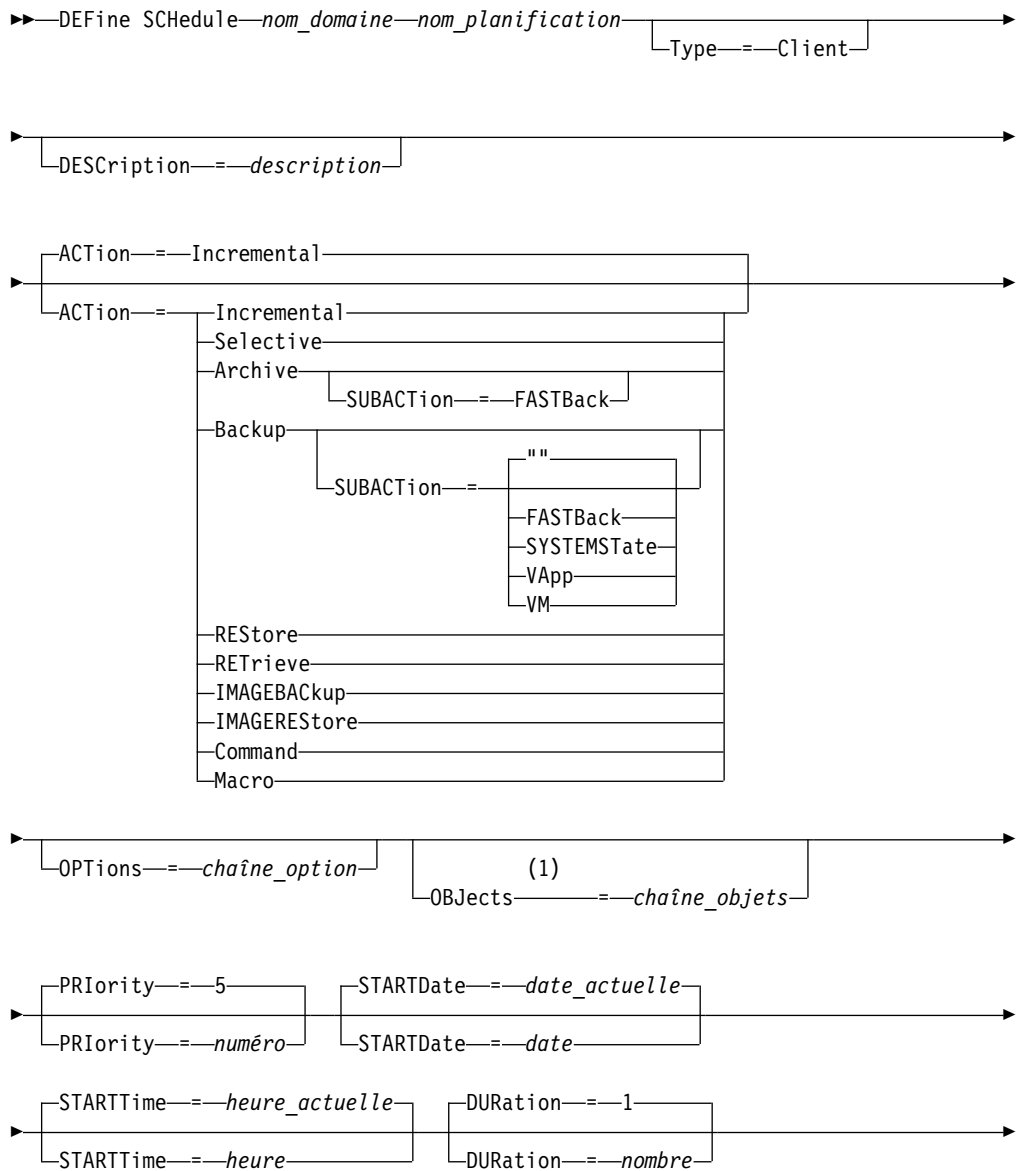 DEFine SCHedule nom_domaine nom_planification
Type = Client
DESCription = description
ACTion = Incremental
ACTion = Incremental
Selective
Archive
SUBACTion = FASTBack
Backup
""
SUBACTion =
FASTBack
SYSTEMSTate
VApp
VM
REStore
RETrieve
IMAGEBACkup
IMAGEREStore
Command
Macro
OPTions = chaîne_option
(1)
OBJects = chaîne_objets
PRIority = 5 STARTDate = date_actuelle
PRIority = numéro STARTDate = date
STARTTime = heure_actuelle DURation = 1
STARTTime = heure DURation = nombre